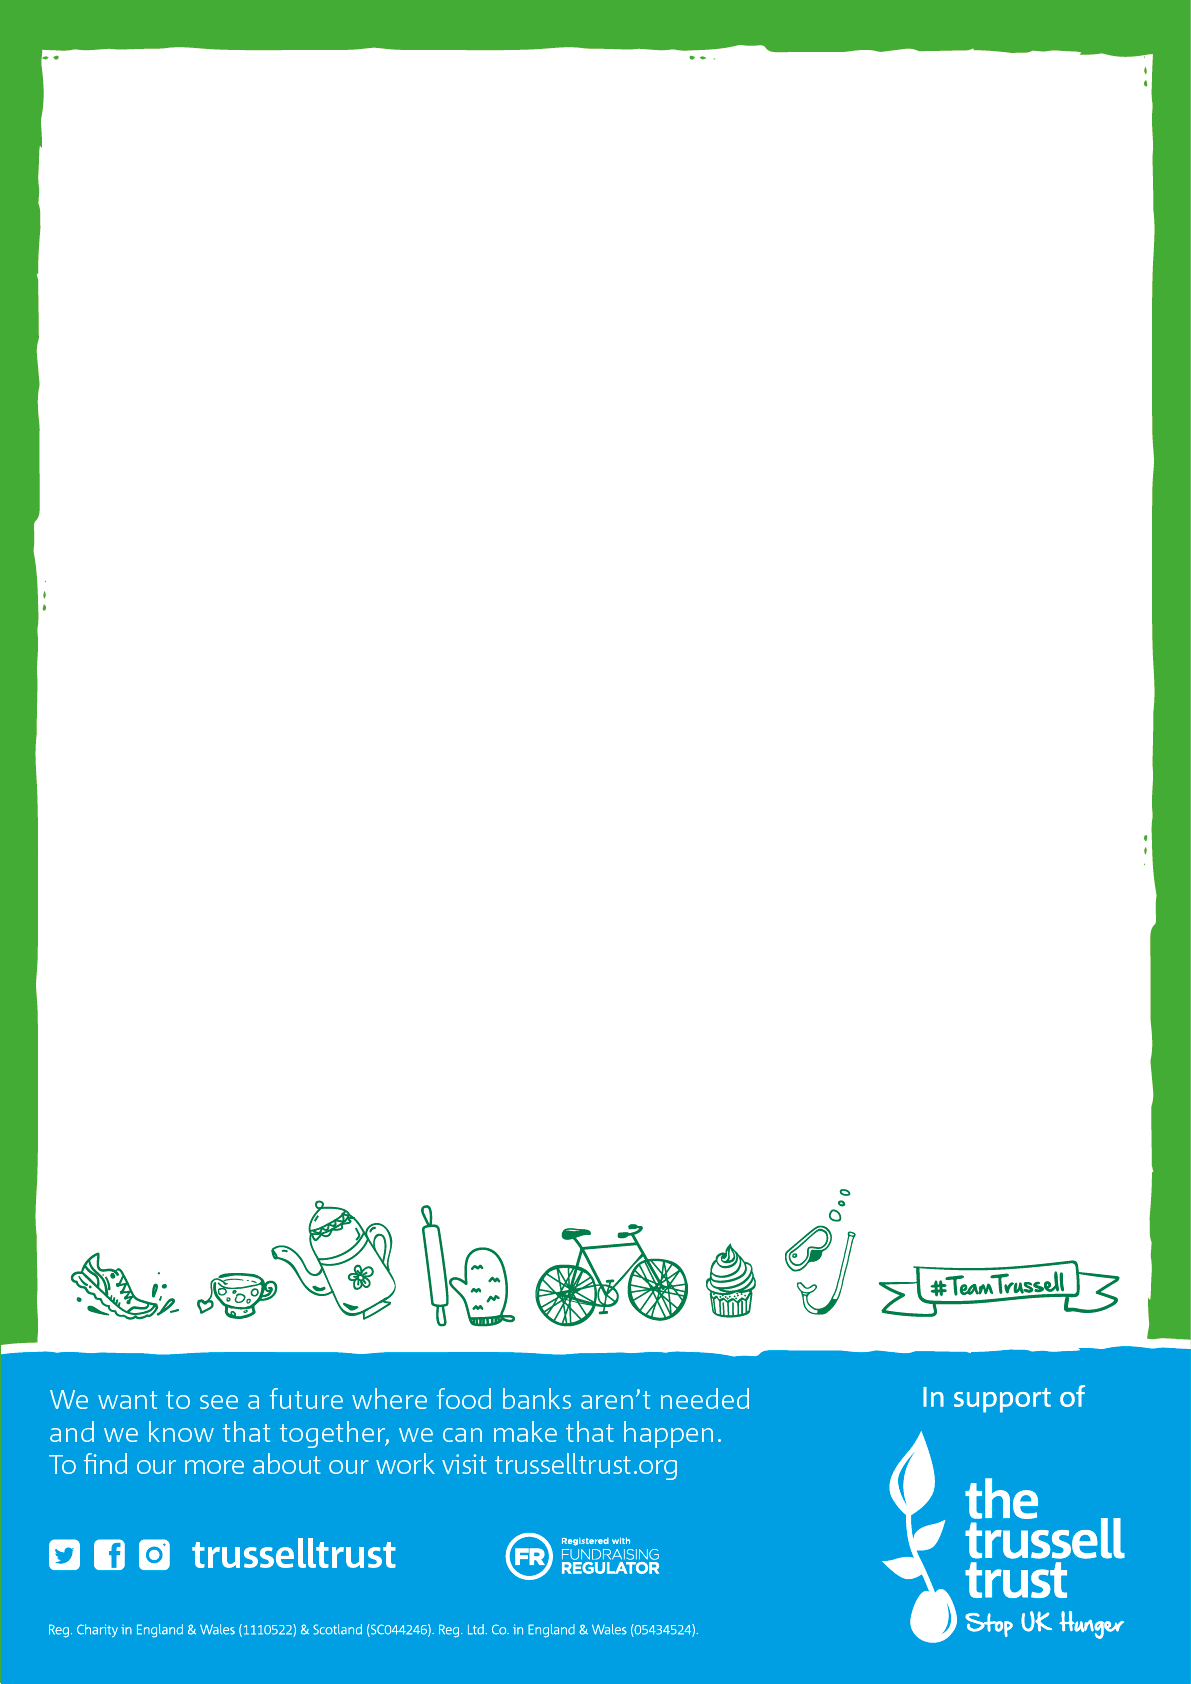 #TeamTrussell
We want to see a future where food banks aren’t needed
and we know that together, we can make that happen.
To find our more about our work visit trusselltrust.org
trusselltrust
FR
Registered with
FUNDRAISING
REGULATOR
Reg. Charity in England & Wales (1110522) & Scotland (SC044246). Reg. Ltd. Co. in England & Wales (05434524).
In support of
the
trussell
trust
Stop UK Hunger